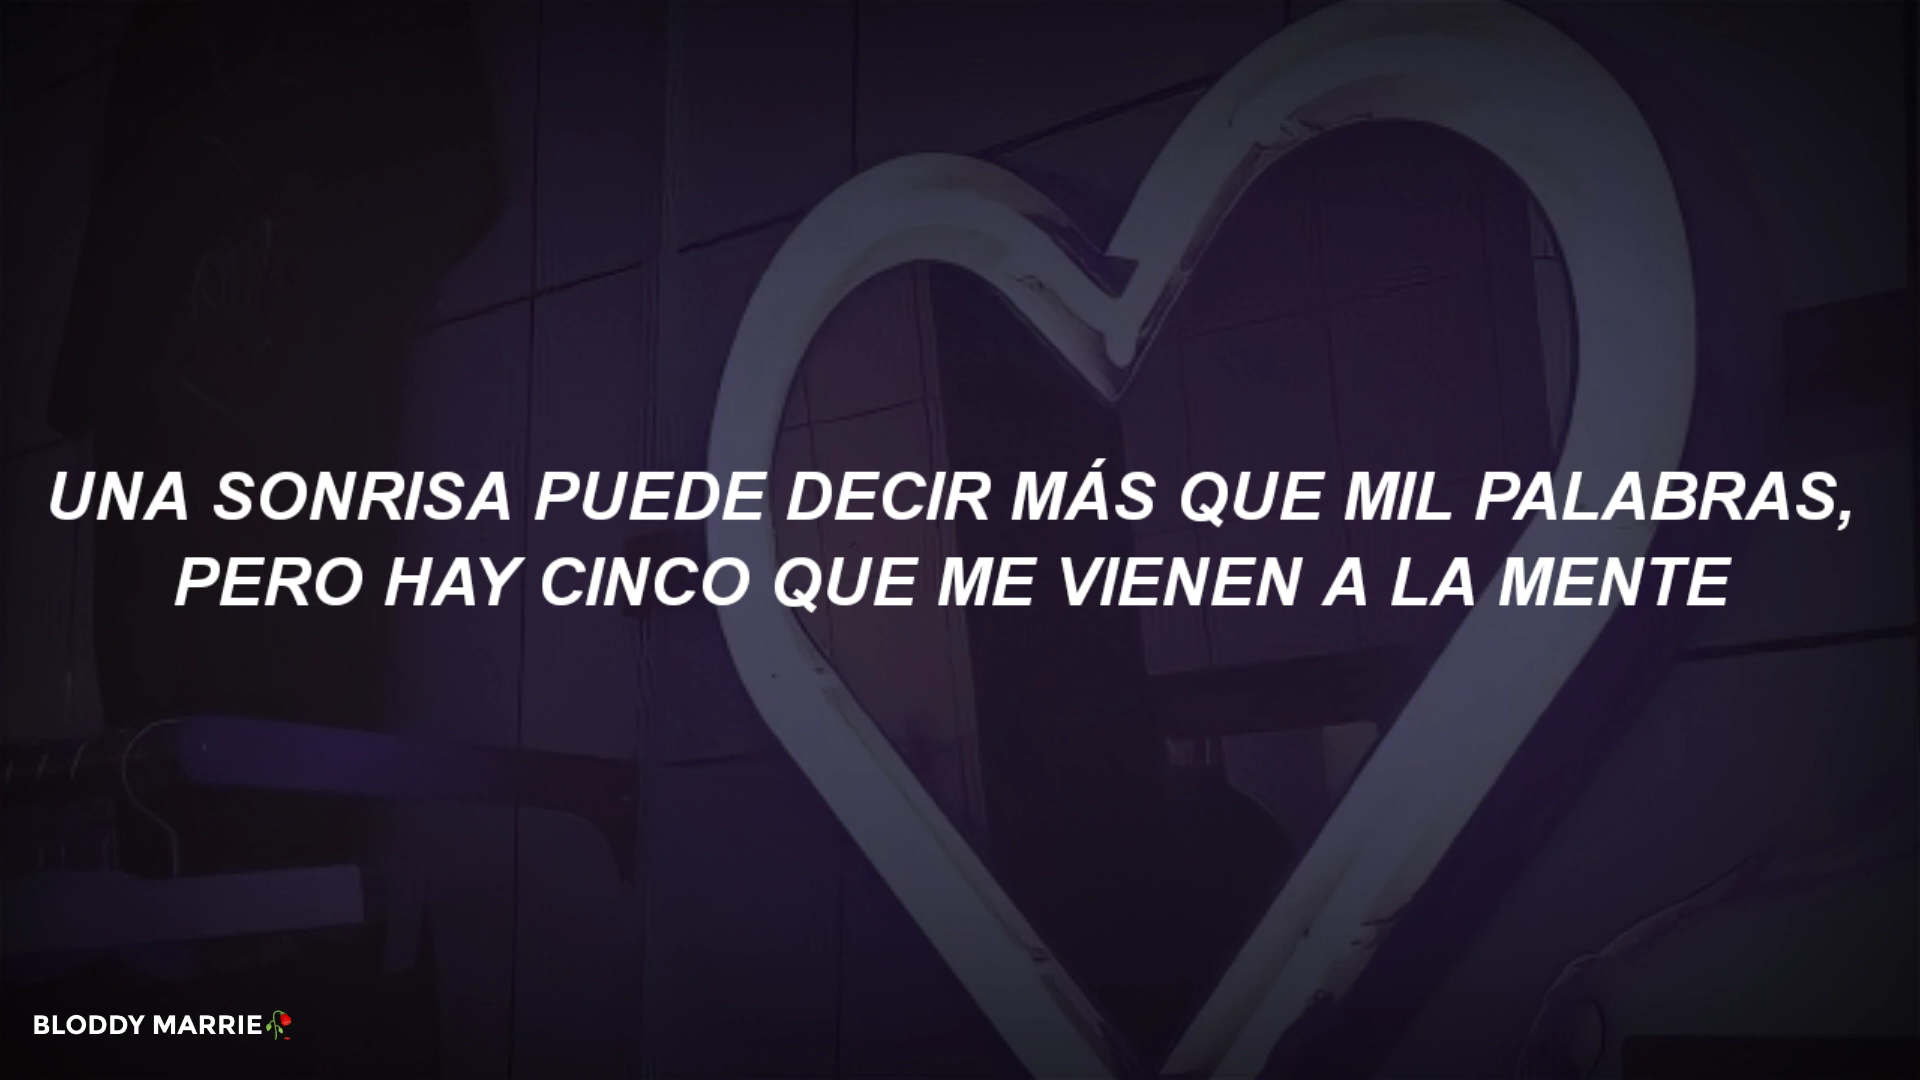 UNA SONRISA PUEDE DECIR MÁS QUE MIL PALABRAS,
PERO HAY CINCO QUE ME VIENEN A LA MENTE
BLODDY MARRIE🥀